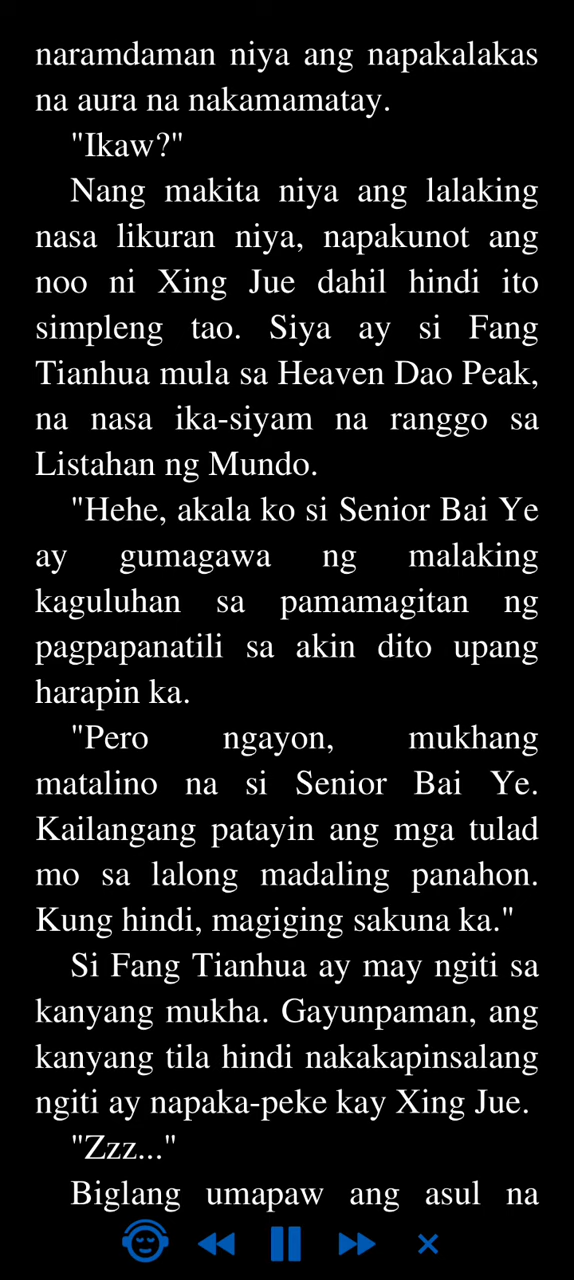 naramdaman niya ang napakalakas
na aura na nakamamatay.
"Ikaw?"
Nang makita niya ang lalaking
nasa likuran niya, napakunot ang
noo ni Xing Jue dahil hindi ito
simpleng tao. Siya ay si Fang
Tianhua mula sa Heaven Dao Peak,
na nasa ika-siyam na ranggo sa
Listahan ng Mundo.
"Hehe, akala ko si Senior Bai Ye
ay gumagawa ng malaking
kaguluhan sa pamamagitan ng
pagpapanatili sa akin dito upang
harapin ka.
"Pero ngayon, mukhang
matalino na si Senior Bai Ye.
Kailangang patayin ang mga tulad
mo sa lalong madaling panahon.
Kung hindi, magiging sakuna ka."
Si Fang Tianhua ay may ngiti sa
kanyang mukha. Gayunpaman, ang
kanyang tila hindi nakakapinsalang
ngiti ay napaka-peke kay Xing Jue.
"Zzz..."
Biglang umapaw ang asul na